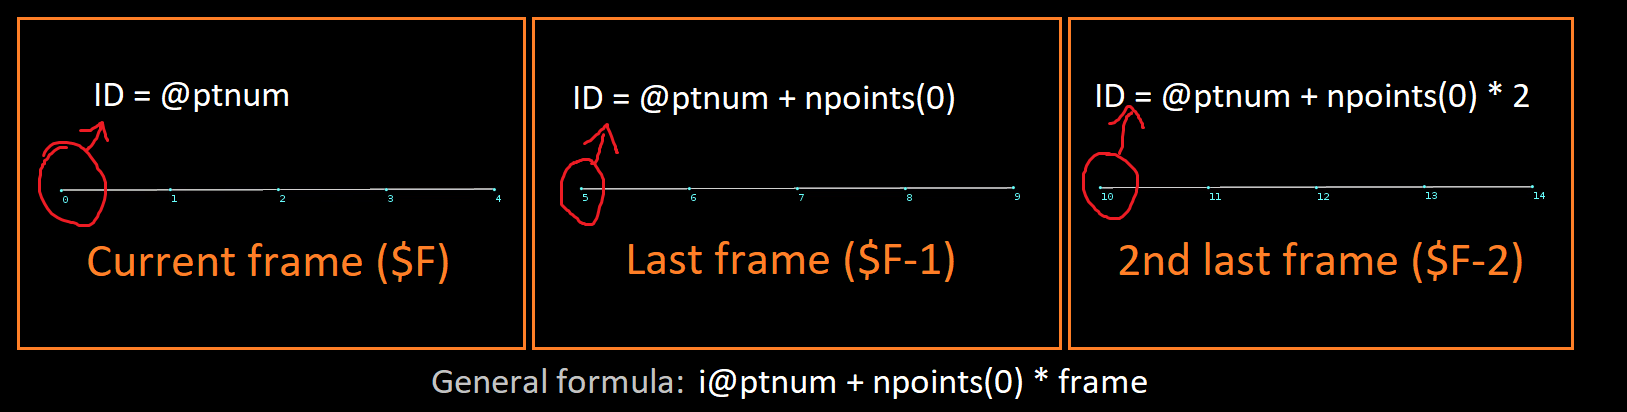 ID = @ptnum
0 1 2 3 4
Current frame ($F)
ID = @ptnum + npoints(0)
5 6 7 8 9
Last frame ($F-1)
ID = @ptnum + npoints(0) * 2
10 11 12 13 14
2nd last frame ($F-2)
General formula: i@ptnum + npoints(0) * frame